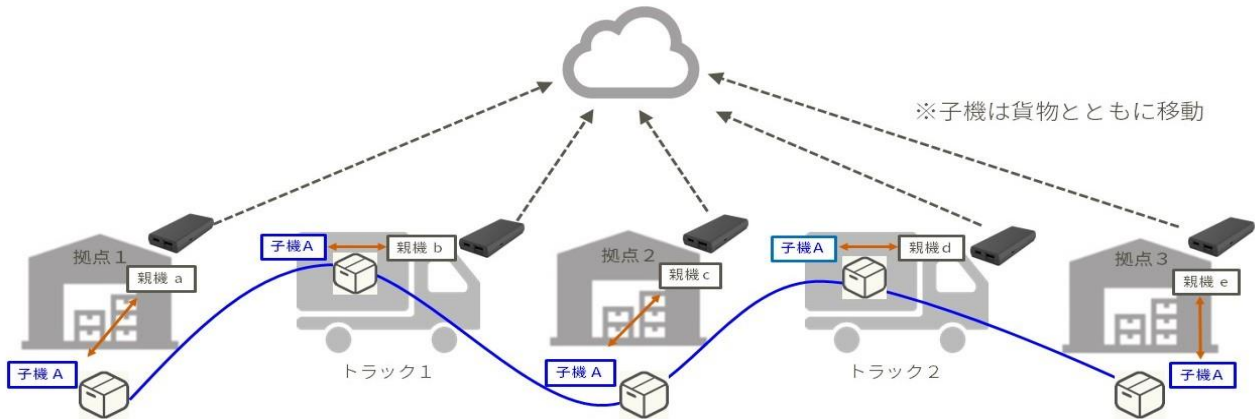 ※子機は貨物とともに移動
拠点1
親機 a
子機 A
子機A
親機 b
トラック1
拠点2
親機c
子機 A
子機A
親機d
トラック2
拠点3
親機 e
子機A